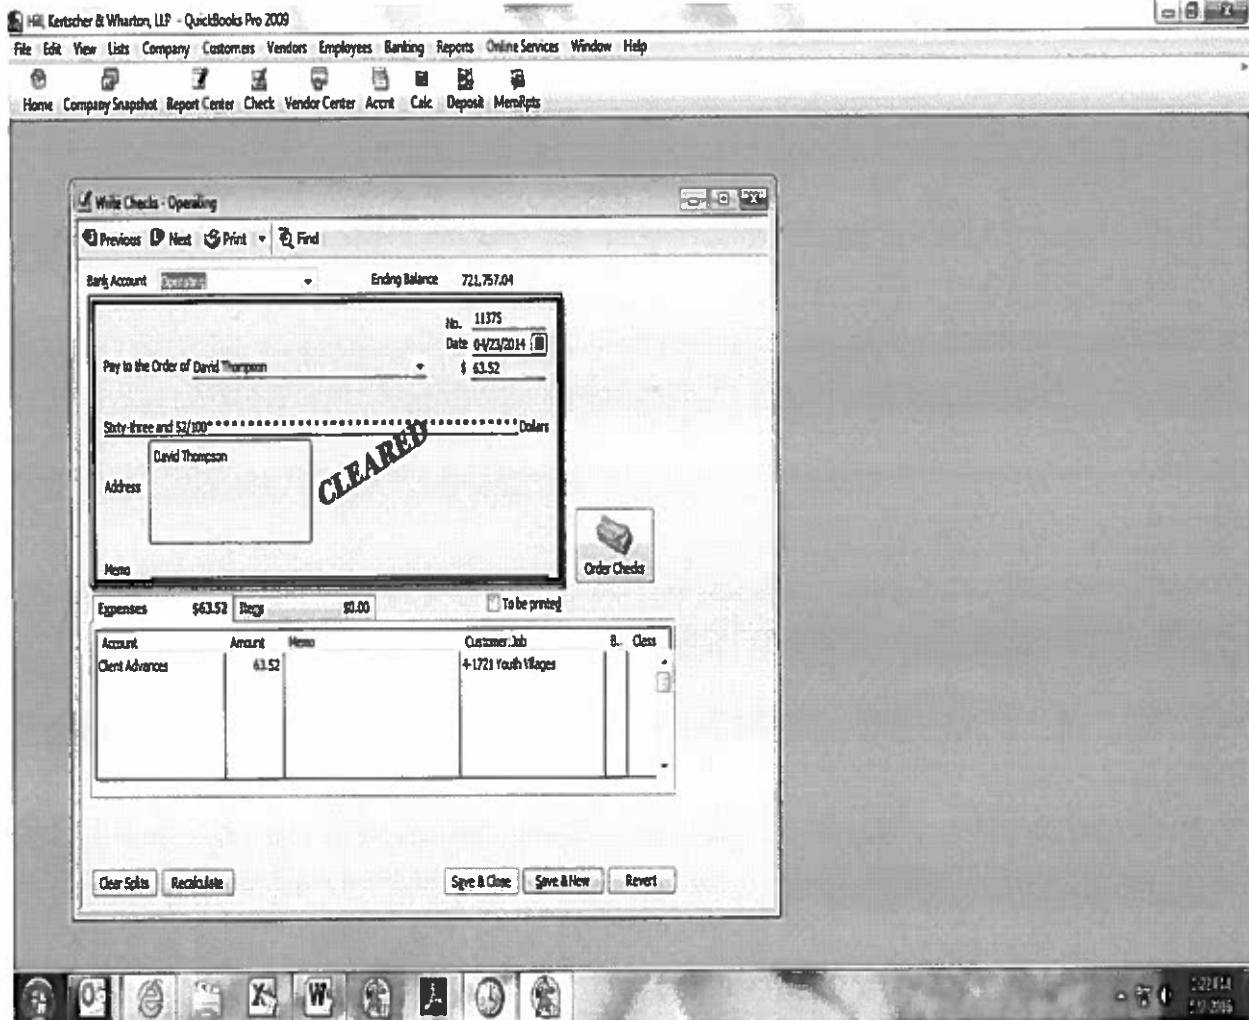 Hill, Kertscher & Wharton, LLP - QuickBooks Pro 2009
File Edit View Lists Company Customers Vendors Employees Banking Reports Online Services Window Help
Home Company Snapshot Report Center Check Vendor Center Accnt Calc Deposit MemRpts
Write Checks - Operating
Previous Next Print Find
Bank Account Operating Ending Balance 721,757.04
No. 11375
Date 04/23/2014
Pay to the Order of David Thompson $ 63.52
Sixty-three and 52/100* * * * * * * * * * * * * * * * * * * * * * * * * * * * * * * * * * * * * * * Dollars
David Thompson
Address
CLEARED
Memo
Order Checks
Expenses $63.52 Items $0.00 To be printed
Account Amount Memo Customer:Job B... Class
Client Advances 63.52 4-1721 Youth Villages
Clear Splits Recalculate Save & Close Save & New Revert